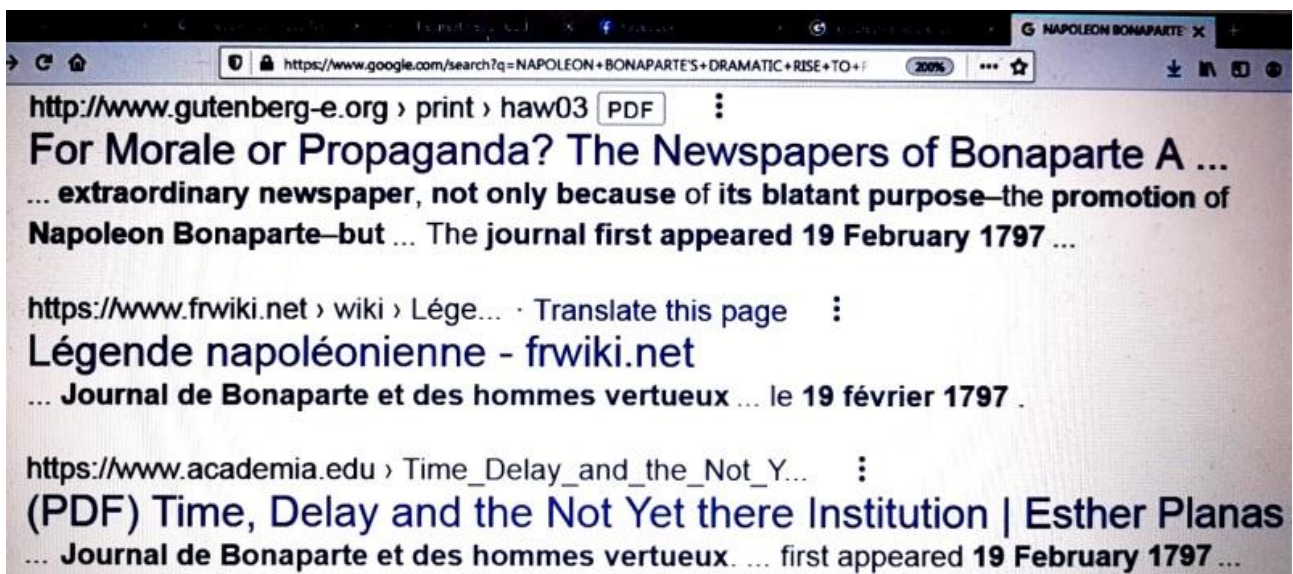 G NAPOLEON BONAPARTE
https://www.google.com/search?q=NAPOLEON+BONAPARTE'S+DRAMATIC+RISE+TO+ 200%
http://www.gutenberg-e.org › print › haw03 PDF
For Morale or Propaganda? The Newspapers of Bonaparte A ...
... extraordinary newspaper, not only because of its blatant purpose–the promotion of
Napoleon Bonaparte–but ... The journal first appeared 19 February 1797 ...
https://www.frwiki.net › wiki › Lége... · Translate this page
Légende napoléonienne - frwiki.net
... Journal de Bonaparte et des hommes vertueux ... le 19 février 1797 .
https://www.academia.edu › Time_Delay_and_the_Not_Y...
(PDF) Time, Delay and the Not Yet there Institution | Esther Planas
... Journal de Bonaparte et des hommes vertueux. ... first appeared 19 February 1797 ...